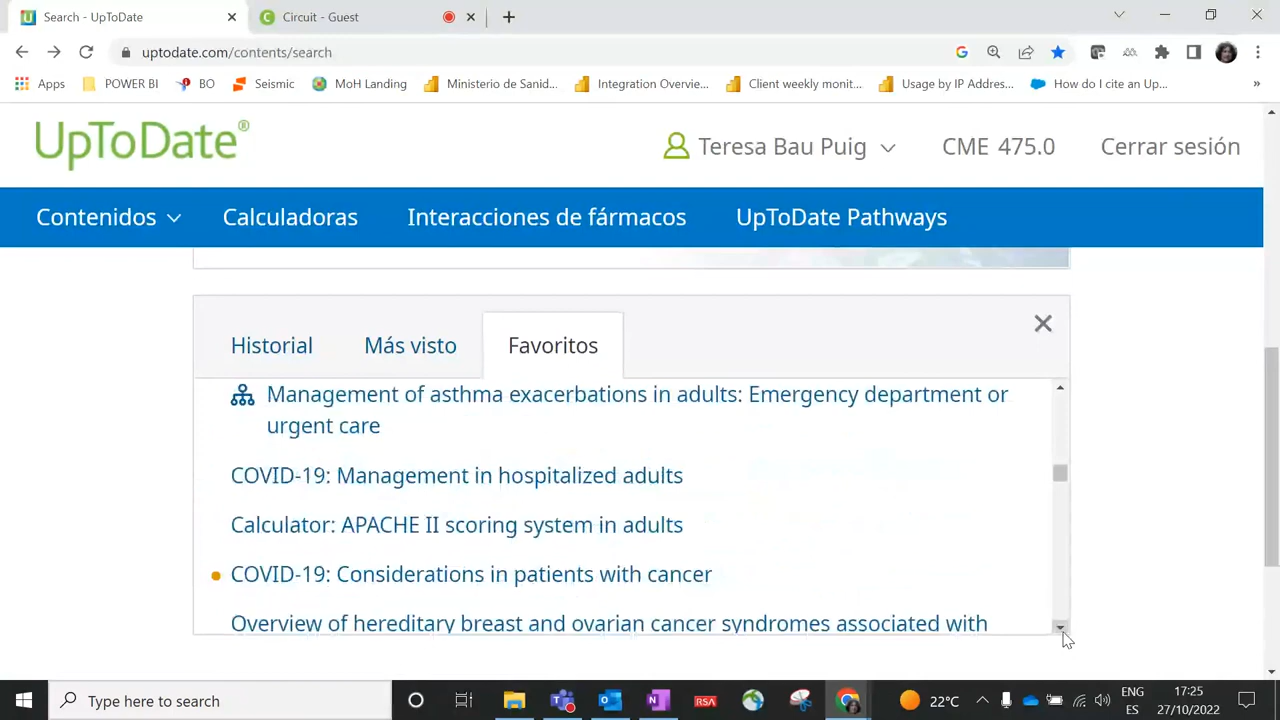 Search - UpToDate
Circuit - Guest
uptodate.com/contents/search
Apps POWER BI BO Seismic MoH Landing Ministerio de Sanid... Integration Overvie... Client weekly monit... Usage by IP Addres... How do I cite an Up... »
UpToDate®
Teresa Bau Puig
CME 475.0
Cerrar sesión
Contenidos Calculadoras Interacciones de fármacos UpToDate Pathways
Historial Más visto Favoritos
Management of asthma exacerbations in adults: Emergency department or
urgent care
COVID-19: Management in hospitalized adults
Calculator: APACHE II scoring system in adults
COVID-19: Considerations in patients with cancer
Overview of hereditary breast and ovarian cancer syndromes associated with
Type here to search
RSA
22°C
ENG
ES
17:25
27/10/2022